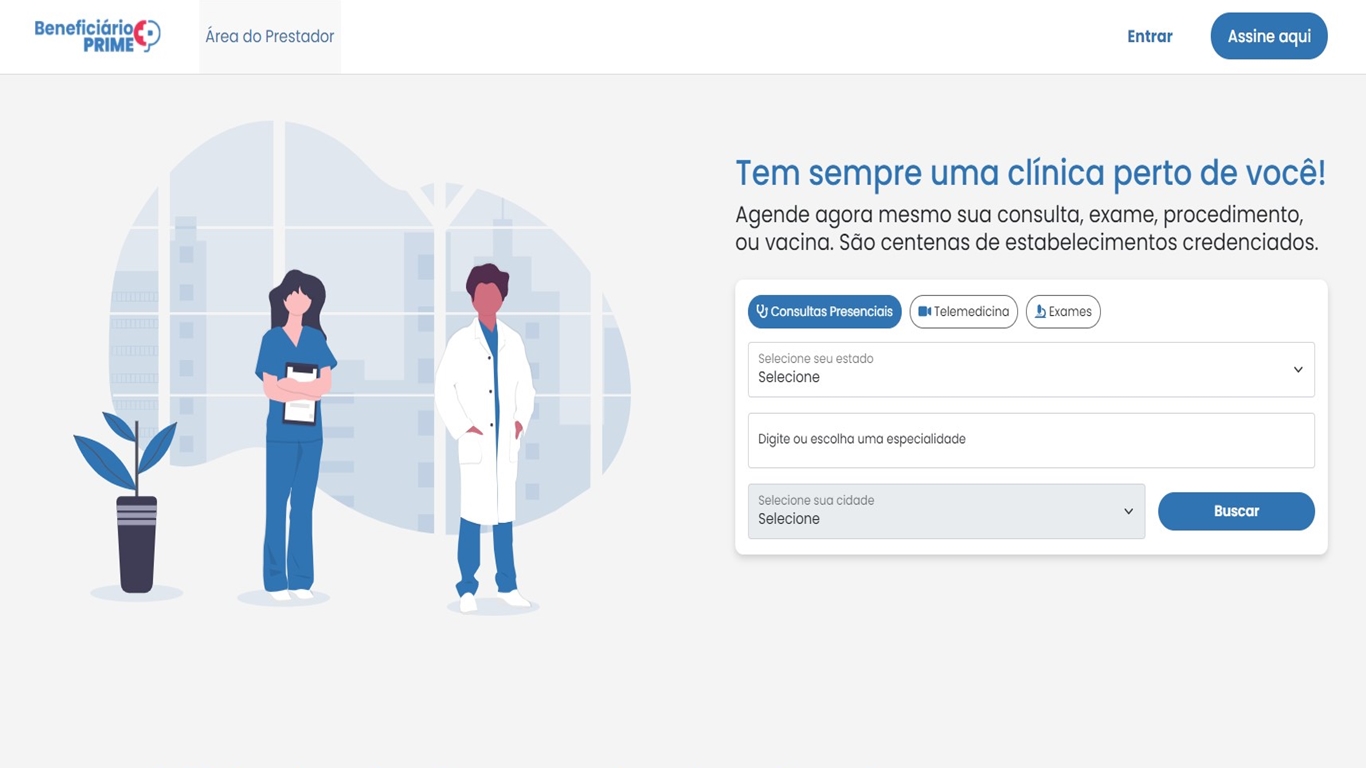 Beneficiário
PRIME
Área do Prestador
Entrar
Assine aqui
Tem sempre uma clínica perto de você!
Agende agora mesmo sua consulta, exame, procedimento,
ou vacina. São centenas de estabelecimentos credenciados.
Consultas Presenciais
Telemedicina
Exames
Selecione seu estado
Selecione
Digite ou escolha uma especialidade
Selecione sua cidade
Selecione
Buscar